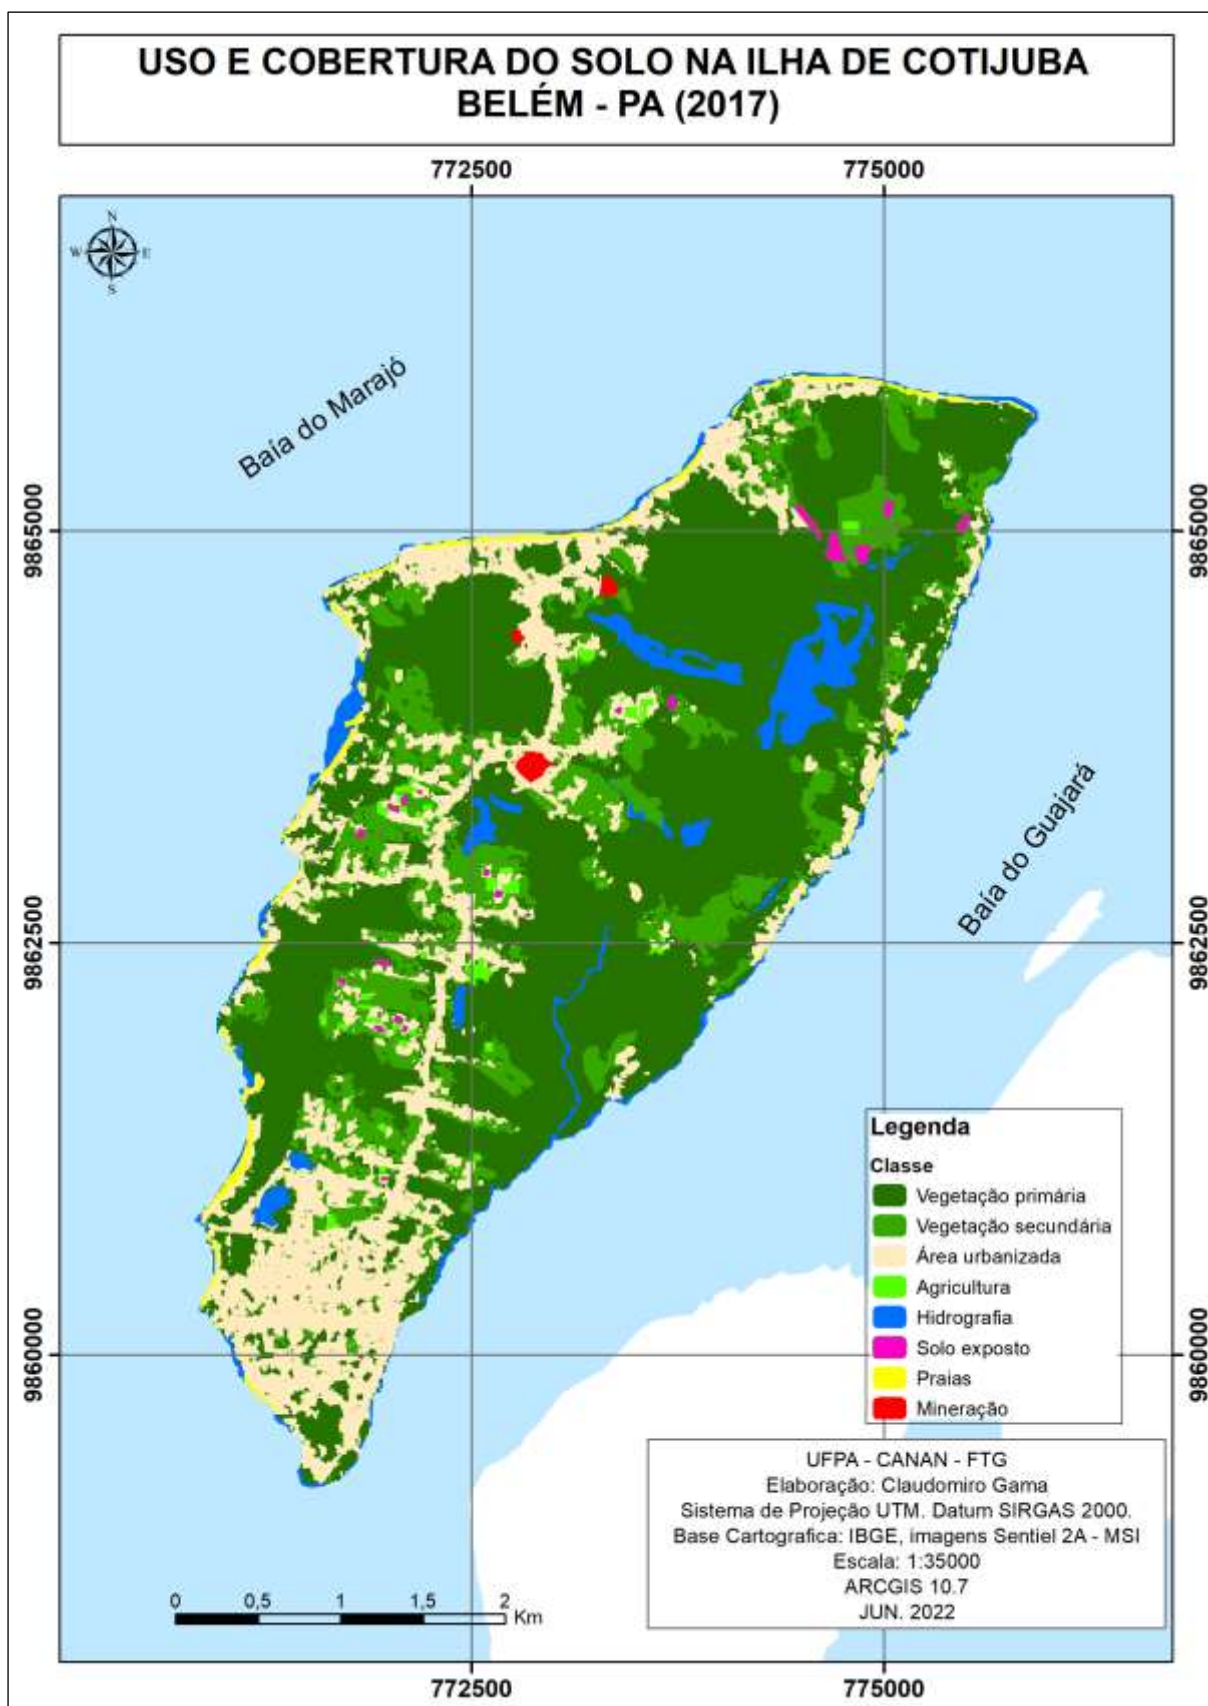 USO E COBERTURA DO SOLO NA ILHA DE COTIJUBA
BELÉM - PA (2017)
772500 775000
N
W E
S
Baía do Marajó
9865000 9865000
Baía do Guajará
9862500 9862500
Legenda
Classe
Vegetação primária
Vegetação secundária
Área urbanizada
Agricultura
Hidrografia
Solo exposto
Praias
Mineração
9860000 9860000
UFPA - CANAN - FTG
Elaboração: Claudomiro Gama
Sistema de Projeção UTM. Datum SIRGAS 2000.
Base Cartografica: IBGE, imagens Sentiel 2A - MSI
Escala: 1:35000
ARCGIS 10.7
JUN. 2022
0 0,5 1 1,5 2
Km
772500 775000